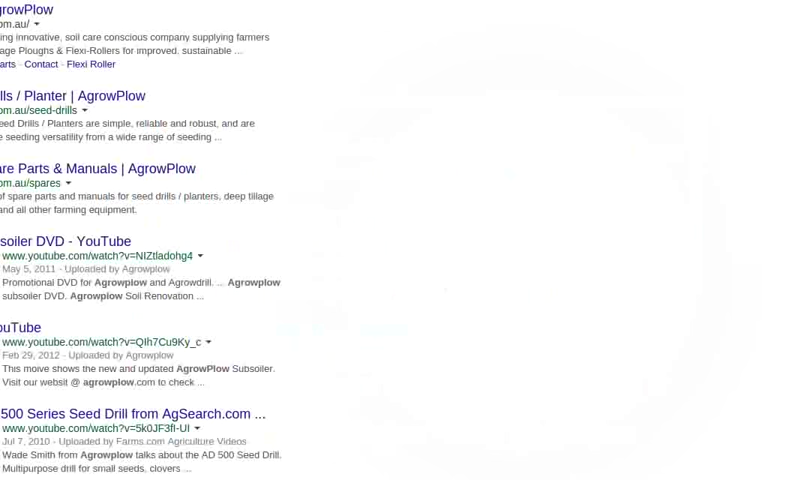 growPlow
om.au/
ing innovative, soil care conscious company supplying farmers
age Ploughs & Flexi-Rollers for improved, sustainable ...
arts - Contact - Flexi Roller
lls / Planter | AgrowPlow
om.au/seed-drills
eed Drills / Planters are simple, reliable and robust, and are
e seeding versatility from a wide range of seeding ...
are Parts & Manuals | AgrowPlow
om.au/spares
of spare parts and manuals for seed drills / planters, deep tillage
and all other farming equipment.
soiler DVD - YouTube
www.youtube.com/watch?v=NIZtladohg4
May 5, 2011 - Uploaded by Agrowplow
Promotional DVD for Agrowplow and Agrowdrill. ... Agrowplow
subsoiler DVD. Agrowplow Soil Renovation ...
ouTube
www.youtube.com/watch?v=QIh7Cu9Ky_c
Feb 29, 2012 - Uploaded by Agrowplow
This moive shows the new and updated AgrowPlow Subsoiler.
Visit our websit @ agrowplow.com to check ...
500 Series Seed Drill from AgSearch.com ...
www.youtube.com/watch?v=5k0JF3fI-UI
Jul 7, 2010 - Uploaded by Farms.com Agriculture Videos
Wade Smith from Agrowplow talks about the AD 500 Seed Drill.
Multipurpose drill for small seeds, clovers ...